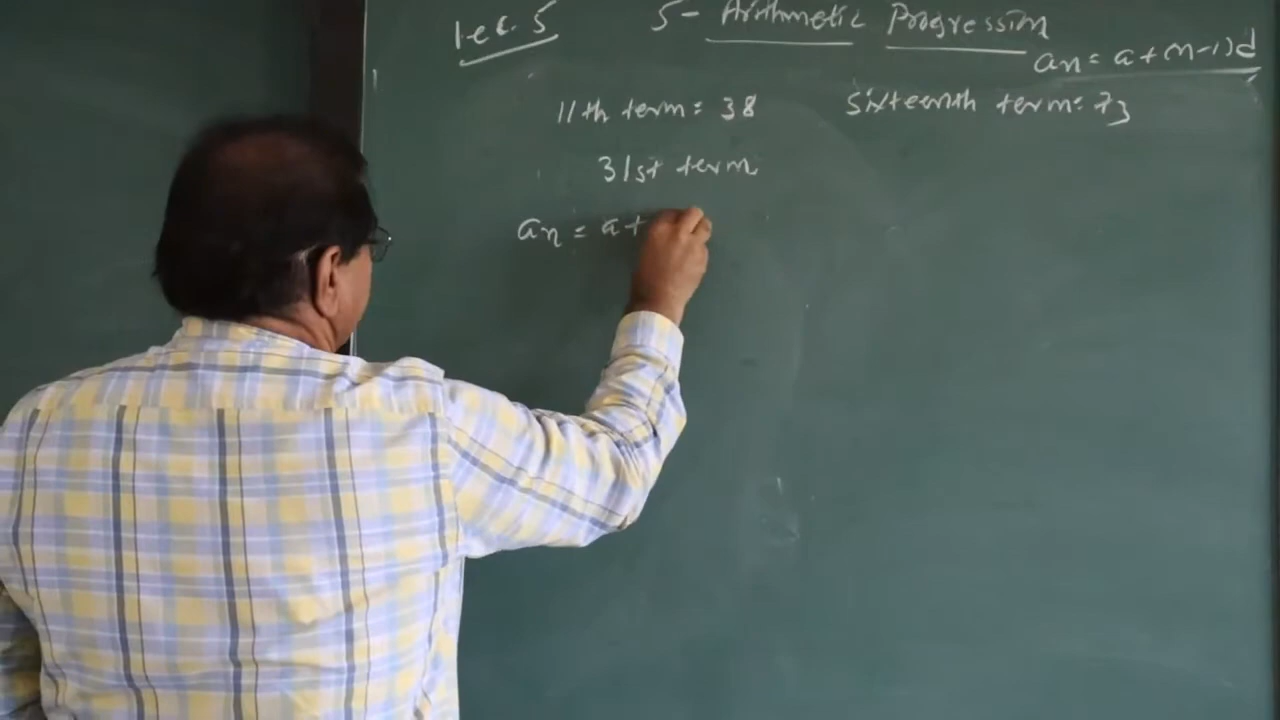 Lec. 5
5- Arithmetic Progression
an = a+(n-1)d
11th term = 38 sixteenth term = 73
31st term
an = a+